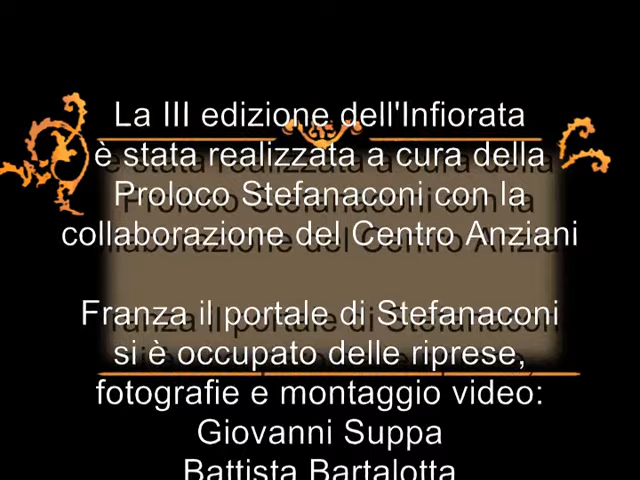 La III edizione dell'Infiorata
è stata realizzata a cura della
Proloco Stefanaconi con la
collaborazione del Centro Anziani
Franza il portale di Stefanaconi
si è occupato delle riprese,
fotografie e montaggio video:
Giovanni Suppa
Battista Bartalotta